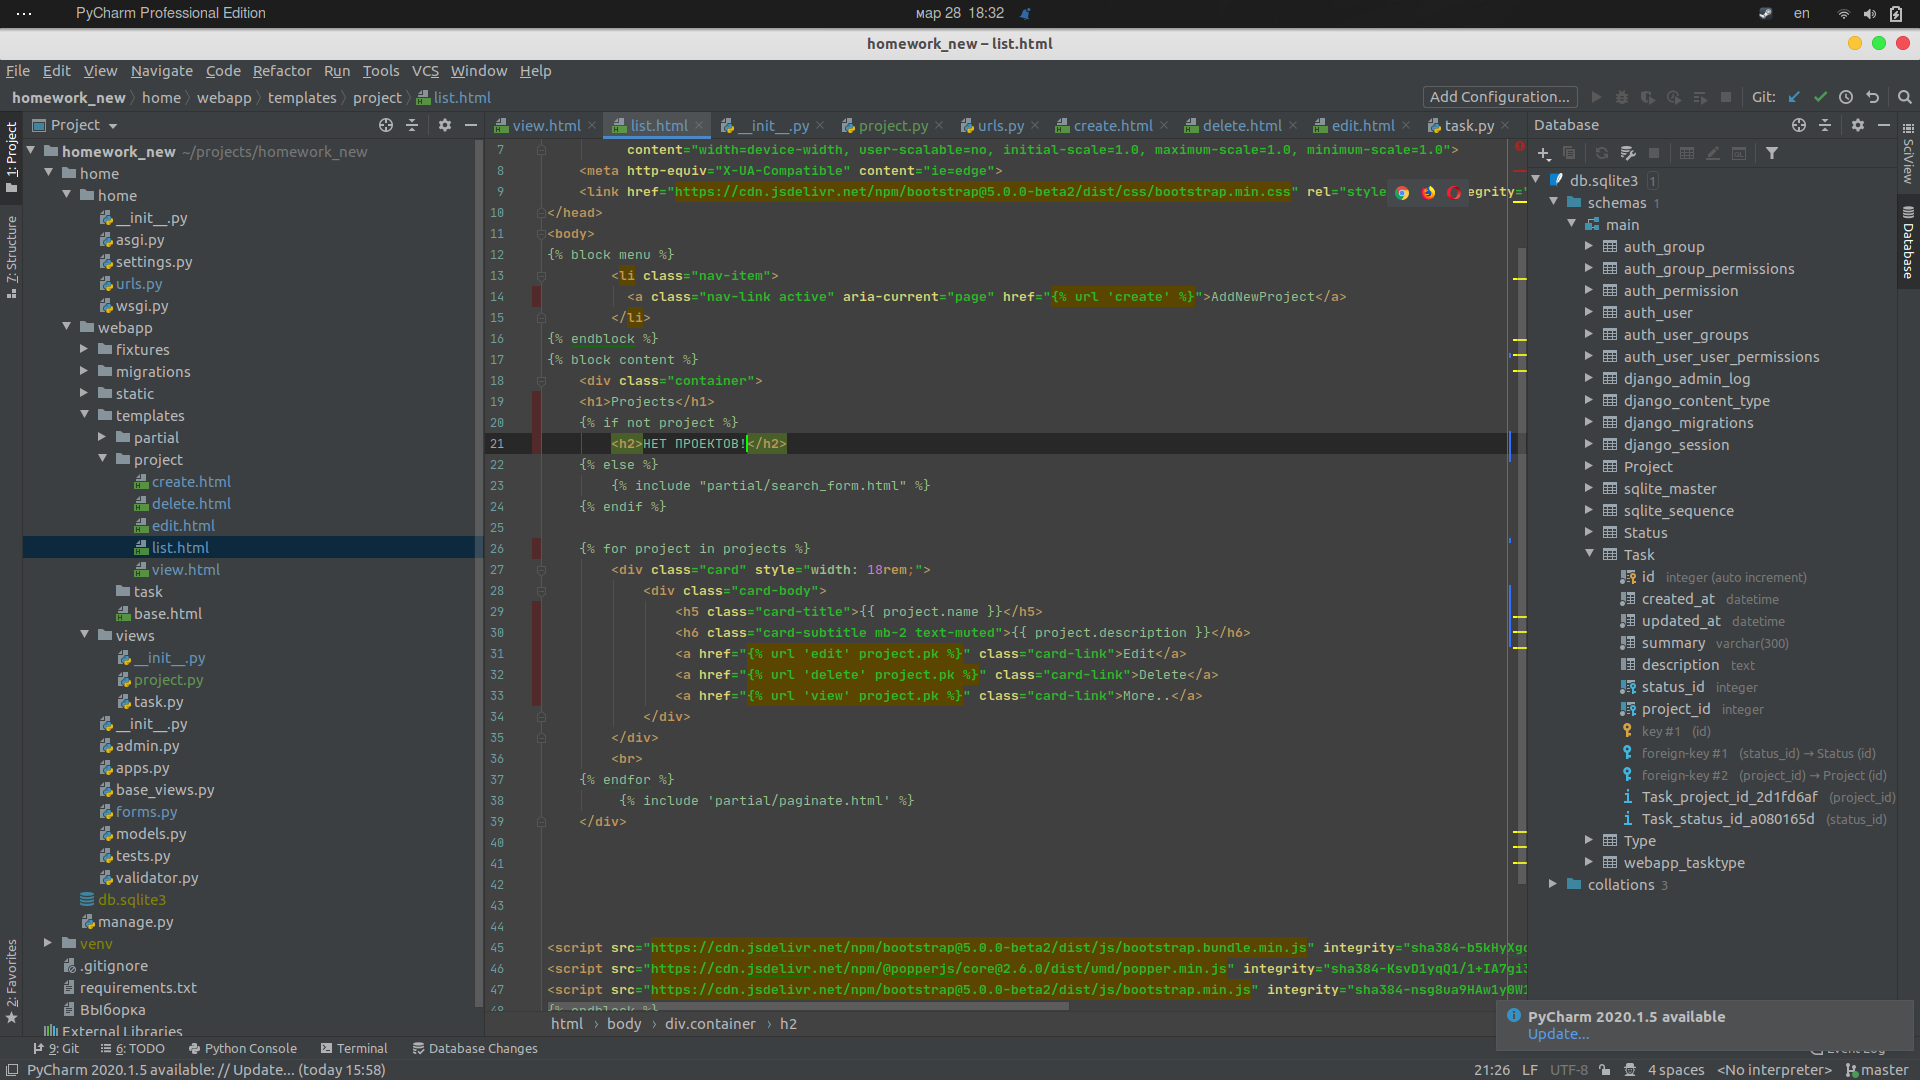 PyCharm Professional Edition
мар 28 18:32
en
homework_new – list.html
File Edit View Navigate Code Refactor Run Tools VCS Window Help
homework_new home webapp templates project list.html
Add Configuration...
Git:
Project
view.html list.html __init__.py project.py urls.py create.html delete.html edit.html task.py
Database
1: Project
7: Structure
2: Favorites
homework_new ~/projects/homework_new
home
home
__init__.py
asgi.py
settings.py
urls.py
wsgi.py
webapp
fixtures
migrations
static
templates
partial
project
create.html
delete.html
edit.html
list.html
view.html
task
base.html
views
__init__.py
project.py
task.py
__init__.py
admin.py
apps.py
base_views.py
forms.py
models.py
tests.py
validator.py
db.sqlite3
manage.py
venv
.gitignore
requirements.txt
ВЫборка
External Libraries
7 content="width=device-width, user-scalable=no, initial-scale=1.0, maximum-scale=1.0, minimum-scale=1.0">
8 <meta http-equiv="X-UA-Compatible" content="ie=edge">
9 <link href="https://cdn.jsdelivr.net/npm/bootstrap@5.0.0-beta2/dist/css/bootstrap.min.css" rel="style egrity="
10 </head>
11 <body>
12 {% block menu %}
13 <li class="nav-item">
14 <a class="nav-link active" aria-current="page" href="{% url 'create' %}">AddNewProject</a>
15 </li>
16 {% endblock %}
17 {% block content %}
18 <div class="container">
19 <h1>Projects</h1>
20 {% if not project %}
21 <h2>НЕТ ПРОЕКТОВ!</h2>
22 {% else %}
23 {% include "partial/search_form.html" %}
24 {% endif %}
25
26 {% for project in projects %}
27 <div class="card" style="width: 18rem;">
28 <div class="card-body">
29 <h5 class="card-title">{{ project.name }}</h5>
30 <h6 class="card-subtitle mb-2 text-muted">{{ project.description }}</h6>
31 <a href="{% url 'edit' project.pk %}" class="card-link">Edit</a>
32 <a href="{% url 'delete' project.pk %}" class="card-link">Delete</a>
33 <a href="{% url 'view' project.pk %}" class="card-link">More..</a>
34 </div>
35 </div>
36 <br>
37 {% endfor %}
38 {% include 'partial/paginate.html' %}
39 </div>
40
41
42
43
44
45 <script src="https://cdn.jsdelivr.net/npm/bootstrap@5.0.0-beta2/dist/js/bootstrap.bundle.min.js" integrity="sha384-b5kHyXgc
46 <script src="https://cdn.jsdelivr.net/npm/@popperjs/core@2.6.0/dist/umd/popper.min.js" integrity="sha384-KsvD1yqQ1/1+IA7gi3
47 <script src="https://cdn.jsdelivr.net/npm/bootstrap@5.0.0-beta2/dist/js/bootstrap.min.js" integrity="sha384-nsg8ua9HAw1y0W1
48 {% endblock %}
html › body › div.container › h2
db.sqlite3 1
schemas 1
main
auth_group
auth_group_permissions
auth_permission
auth_user
auth_user_groups
auth_user_user_permissions
django_admin_log
django_content_type
django_migrations
django_session
Project
sqlite_master
sqlite_sequence
Status
Task
id integer (auto increment)
created_at datetime
updated_at datetime
summary varchar(300)
description text
status_id integer
project_id integer
key #1 (id)
foreign-key #1 (status_id) → Status (id)
foreign-key #2 (project_id) → Project (id)
Task_project_id_2d1fd6af (project_id)
Task_status_id_a080165d (status_id)
Type
webapp_tasktype
collations 3
SciView
Database
PyCharm 2020.1.5 available
Update...
9: Git 6: TODO Python Console Terminal Database Changes
Event Log
PyCharm 2020.1.5 available: // Update... (today 15:58)
21:26 LF UTF-8 4 spaces <No interpreter> master